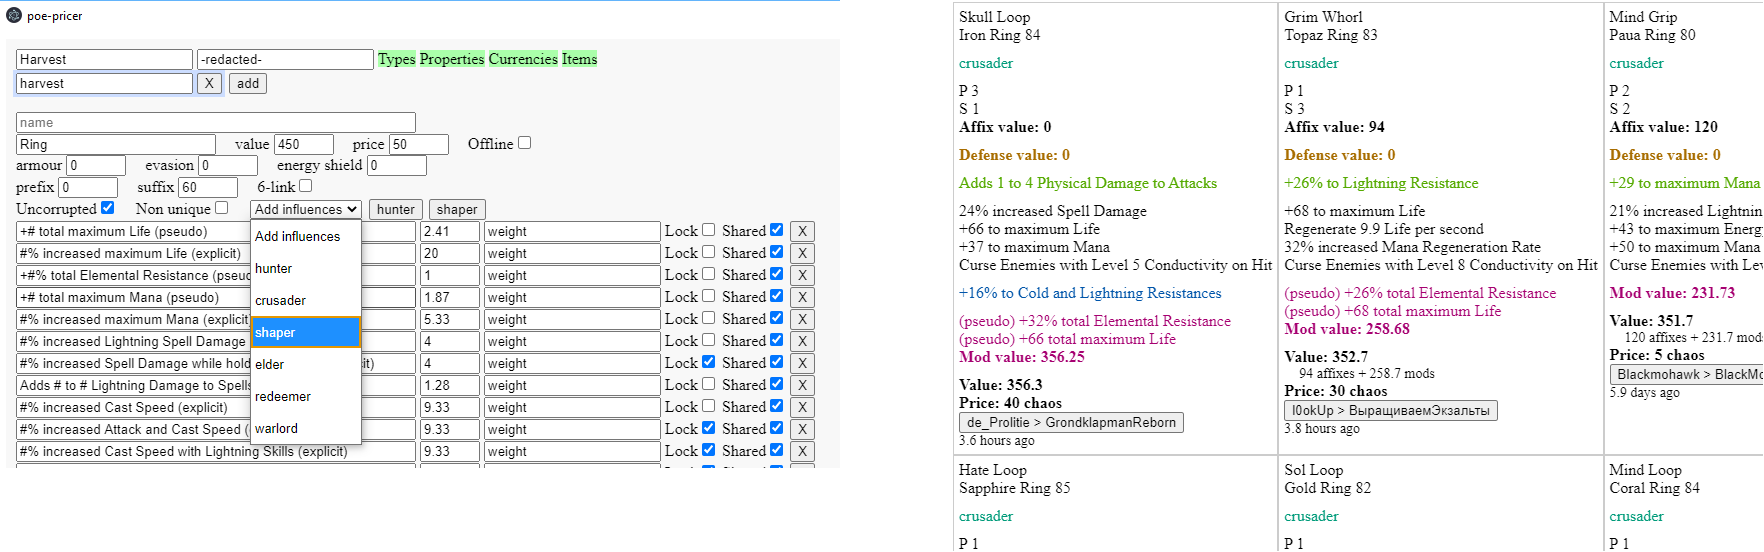 poe-pricer
Harvest -redacted- Types Properties Currencies Items
harvest X add
name
Ring value 450 price 50 Offline
armour 0 evasion 0 energy shield 0
prefix 0 suffix 60 6-link
Uncorrupted Non unique Add influences hunter shaper
+# total maximum Life (pseudo) 2.41 weight Lock Shared X
#% increased maximum Life (explicit) 20 weight Lock Shared X
+#% total Elemental Resistance (pseud 1 weight Lock Shared X
+# total maximum Mana (pseudo) 1.87 weight Lock Shared X
#% increased maximum Mana (explicit) 5.33 weight Lock Shared X
#% increased Lightning Spell Damage 4 weight Lock Shared X
#% increased Spell Damage while hold it) 4 weight Lock Shared X
Adds # to # Lightning Damage to Spells 1.28 weight Lock Shared X
#% increased Cast Speed (explicit) 9.33 weight Lock Shared X
#% increased Attack and Cast Speed ( 9.33 weight Lock Shared X
#% increased Cast Speed with Lightning Skills (explicit) 9.33 weight Lock Shared X
Add influences
hunter
crusader
shaper
elder
redeemer
warlord
Skull Loop
Iron Ring 84
crusader
P 3
S 1
Affix value: 0
Defense value: 0
Adds 1 to 4 Physical Damage to Attacks
24% increased Spell Damage
+66 to maximum Life
+37 to maximum Mana
Curse Enemies with Level 5 Conductivity on Hit
+16% to Cold and Lightning Resistances
(pseudo) +32% total Elemental Resistance
(pseudo) +66 total maximum Life
Mod value: 356.25
Value: 356.3
Price: 40 chaos
de_Prolitie > GrondklapmanReborn
3.6 hours ago
Grim Whorl
Topaz Ring 83
crusader
P 1
S 3
Affix value: 94
Defense value: 0
+26% to Lightning Resistance
+68 to maximum Life
Regenerate 9.9 Life per second
32% increased Mana Regeneration Rate
Curse Enemies with Level 8 Conductivity on Hit
(pseudo) +26% total Elemental Resistance
(pseudo) +68 total maximum Life
Mod value: 258.68
Value: 352.7
94 affixes + 258.7 mods
Price: 30 chaos
l0okUp > ВыращиваемЭкзальты
3.8 hours ago
Mind Grip
Paua Ring 80
crusader
P 2
S 2
Affix value: 120
Defense value: 0
+29 to maximum Mana
21% increased Lightnin
+43 to maximum Energ
+50 to maximum Mana
Curse Enemies with Lev
Mod value: 231.73
Value: 351.7
120 affixes + 231.7 mods
Price: 5 chaos
Blackmohawk > BlackMo
5.9 days ago
Hate Loop
Sapphire Ring 85
crusader
P 1
Sol Loop
Gold Ring 82
crusader
P 1
Mind Loop
Coral Ring 84
crusader
P 1